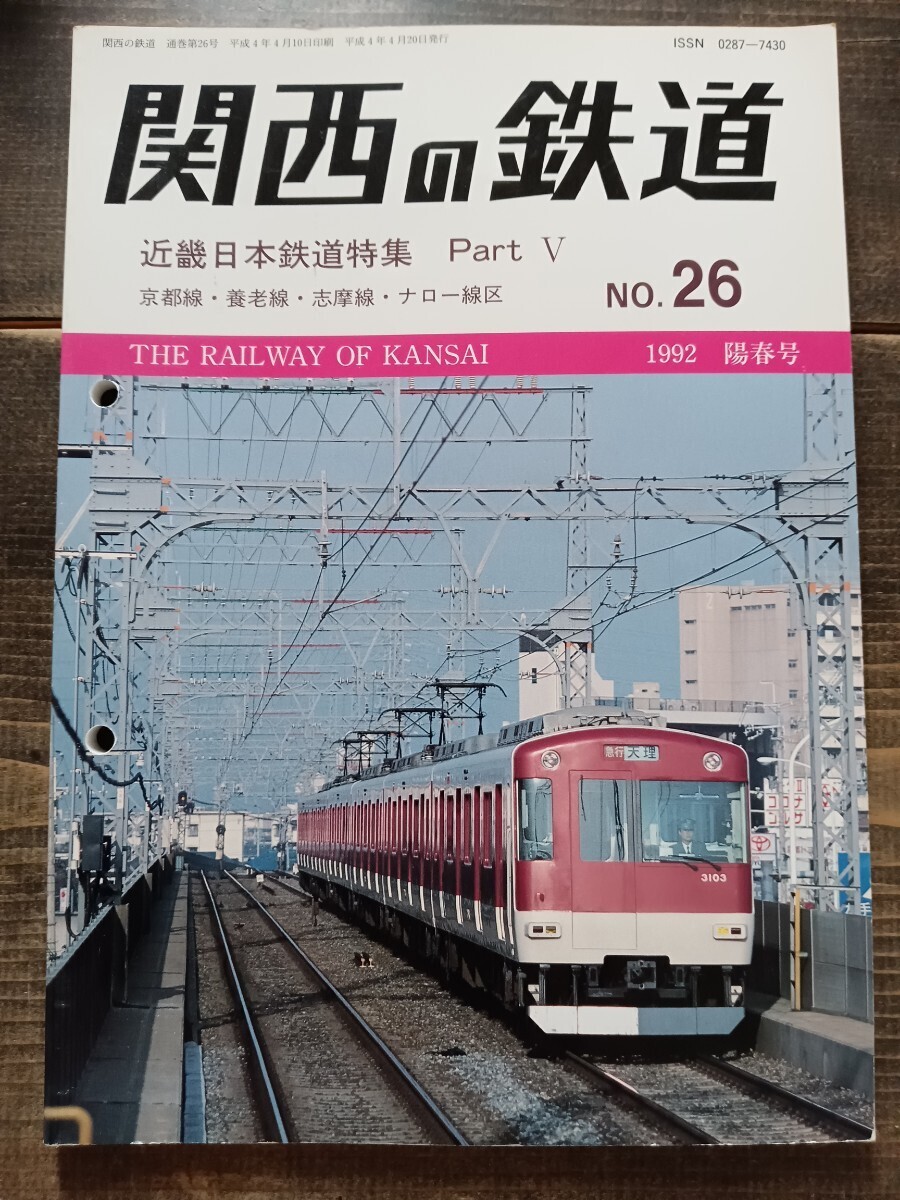 関西の鉄道 通巻第26号 平成4年4月10日印刷 平成4年4月20日発行
ISSN 0287-7430
関西の鉄道
近畿日本鉄道特集 Part Ⅴ
京都線・養老線・志摩線・ナロー線区
NO. 26
THE RAILWAY OF KANSAI 1992 陽春号
急行 天理
3103